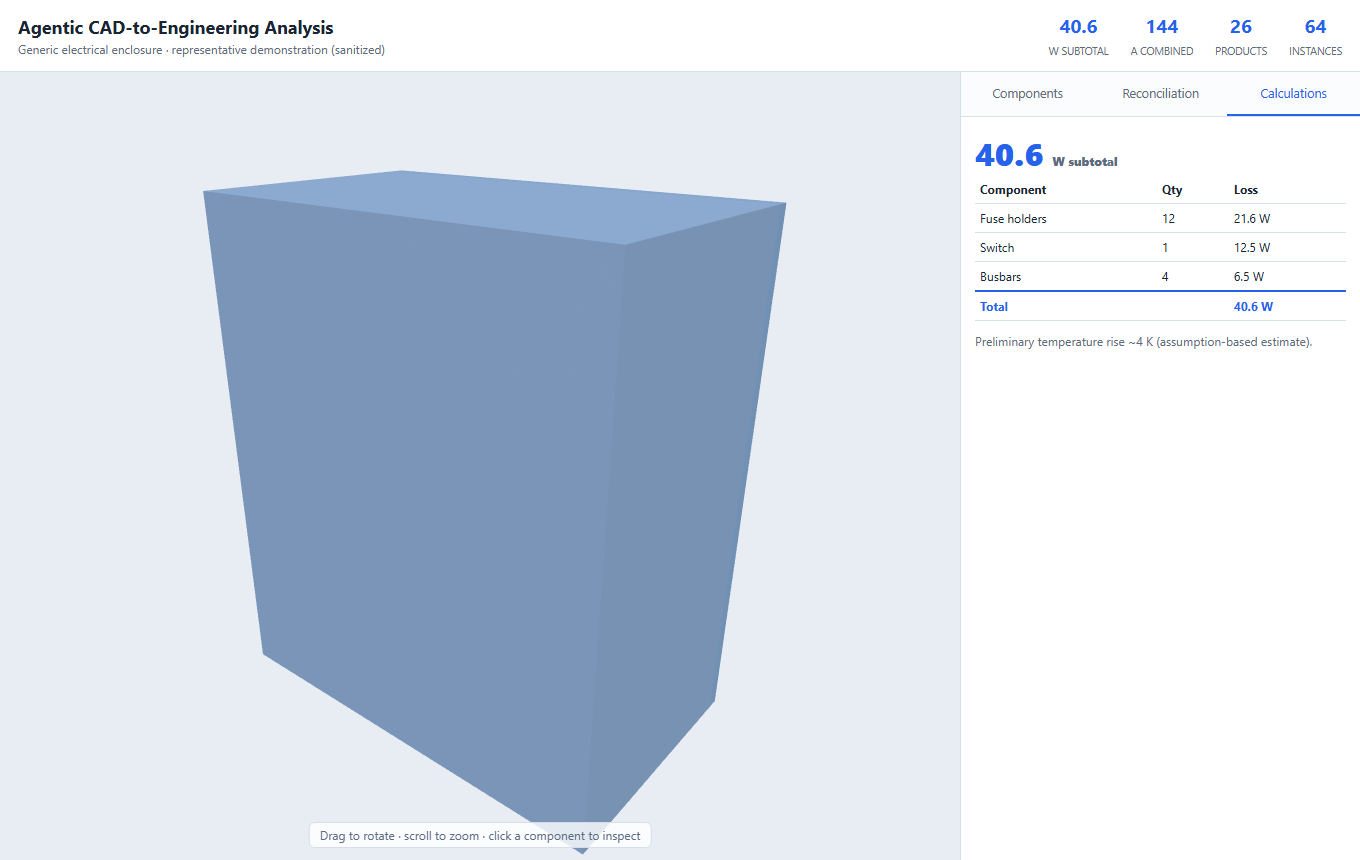 Agentic CAD-to-Engineering Analysis
Generic electrical enclosure · representative demonstration (sanitized)
40.6 144 26 64
W SUBTOTAL A COMBINED PRODUCTS INSTANCES
Components Reconciliation Calculations
40.6 W subtotal
Component Qty Loss
Fuse holders 12 21.6 W
Switch 1 12.5 W
Busbars 4 6.5 W
Total 40.6 W
Preliminary temperature rise ~4 K (assumption-based estimate).
Drag to rotate · scroll to zoom · click a component to inspect